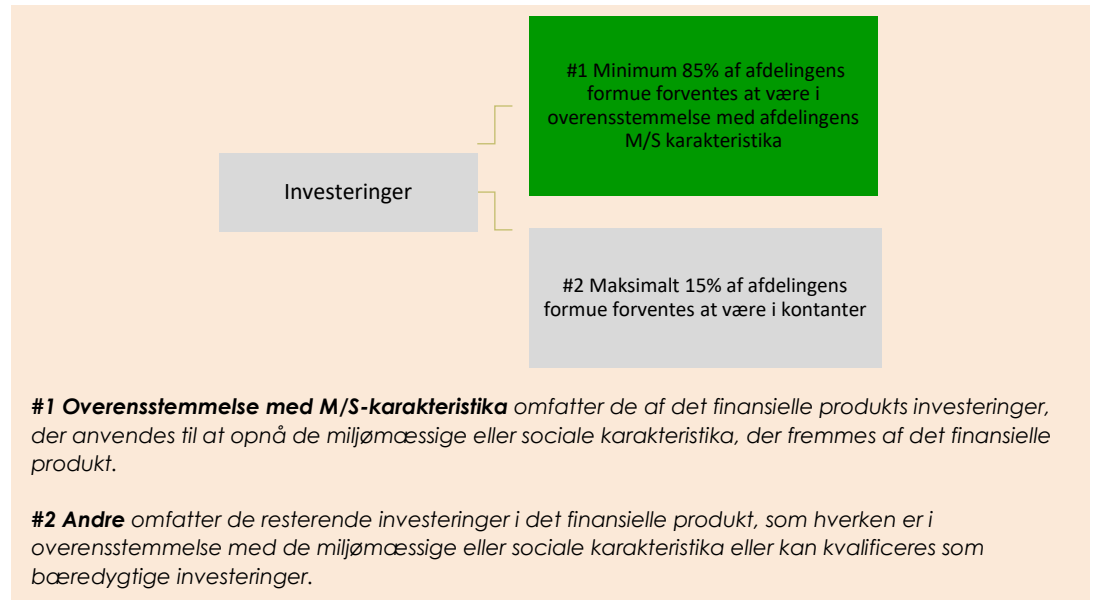 #1 Minimum 85% af afdelingens
formue forventes at være i
overensstemmelse med afdelingens
M/S karakteristika
Investeringer
#2 Maksimalt 15% af afdelingens
formue forventes at være i kontanter
#1 Overensstemmelse med M/S-karakteristika omfatter de af det finansielle produkts investeringer,
der anvendes til at opnå de miljømæssige eller sociale karakteristika, der fremmes af det finansielle
produkt.
#2 Andre omfatter de resterende investeringer i det finansielle produkt, som hverken er i
overensstemmelse med de miljømæssige eller sociale karakteristika eller kan kvalificeres som
bæredygtige investeringer.